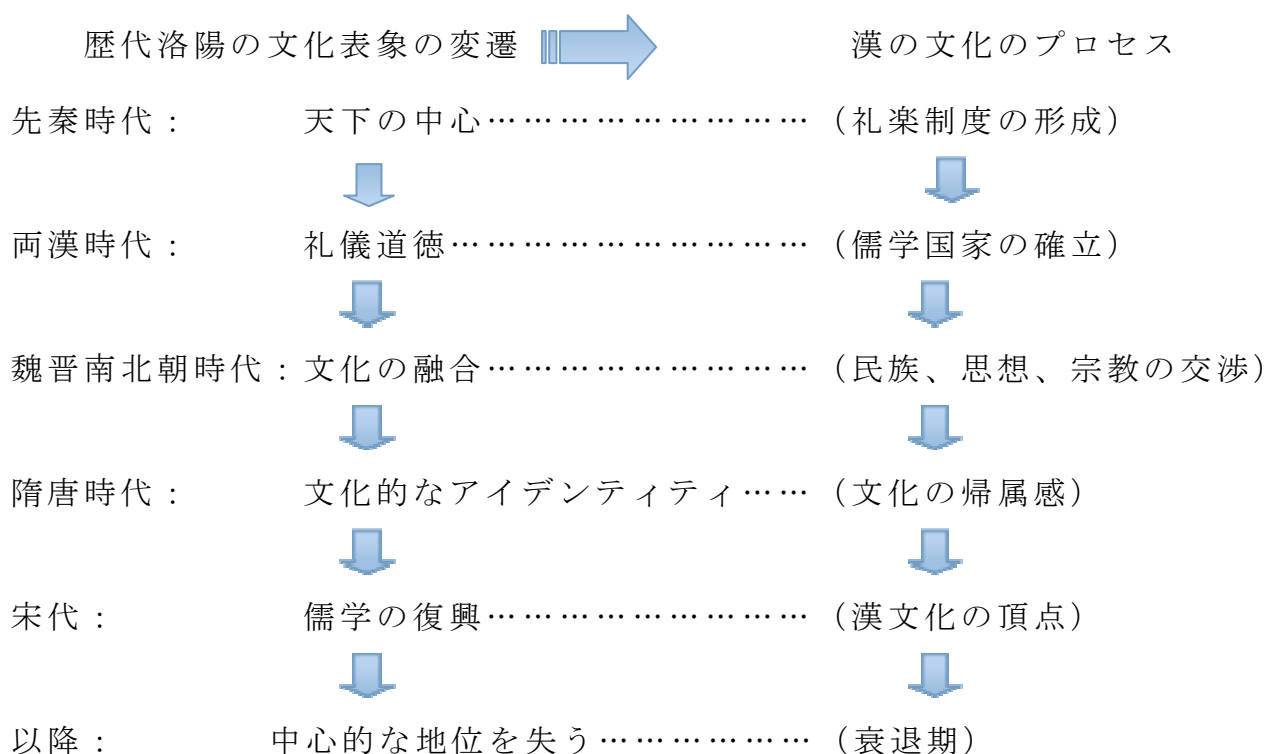 歴代洛陽の文化表象の変遷 漢の文化のプロセス
先秦時代： 天下の中心……………………… （礼楽制度の形成）
両漢時代： 礼儀道徳………………………… （儒学国家の確立）
魏晋南北朝時代：文化の融合……………………… （民族、思想、宗教の交渉）
隋唐時代： 文化的なアイデンティティ…… （文化の帰属感）
宋代： 儒学の復興……………………… （漢文化の頂点）
以降： 中心的な地位を失う……………… （衰退期）